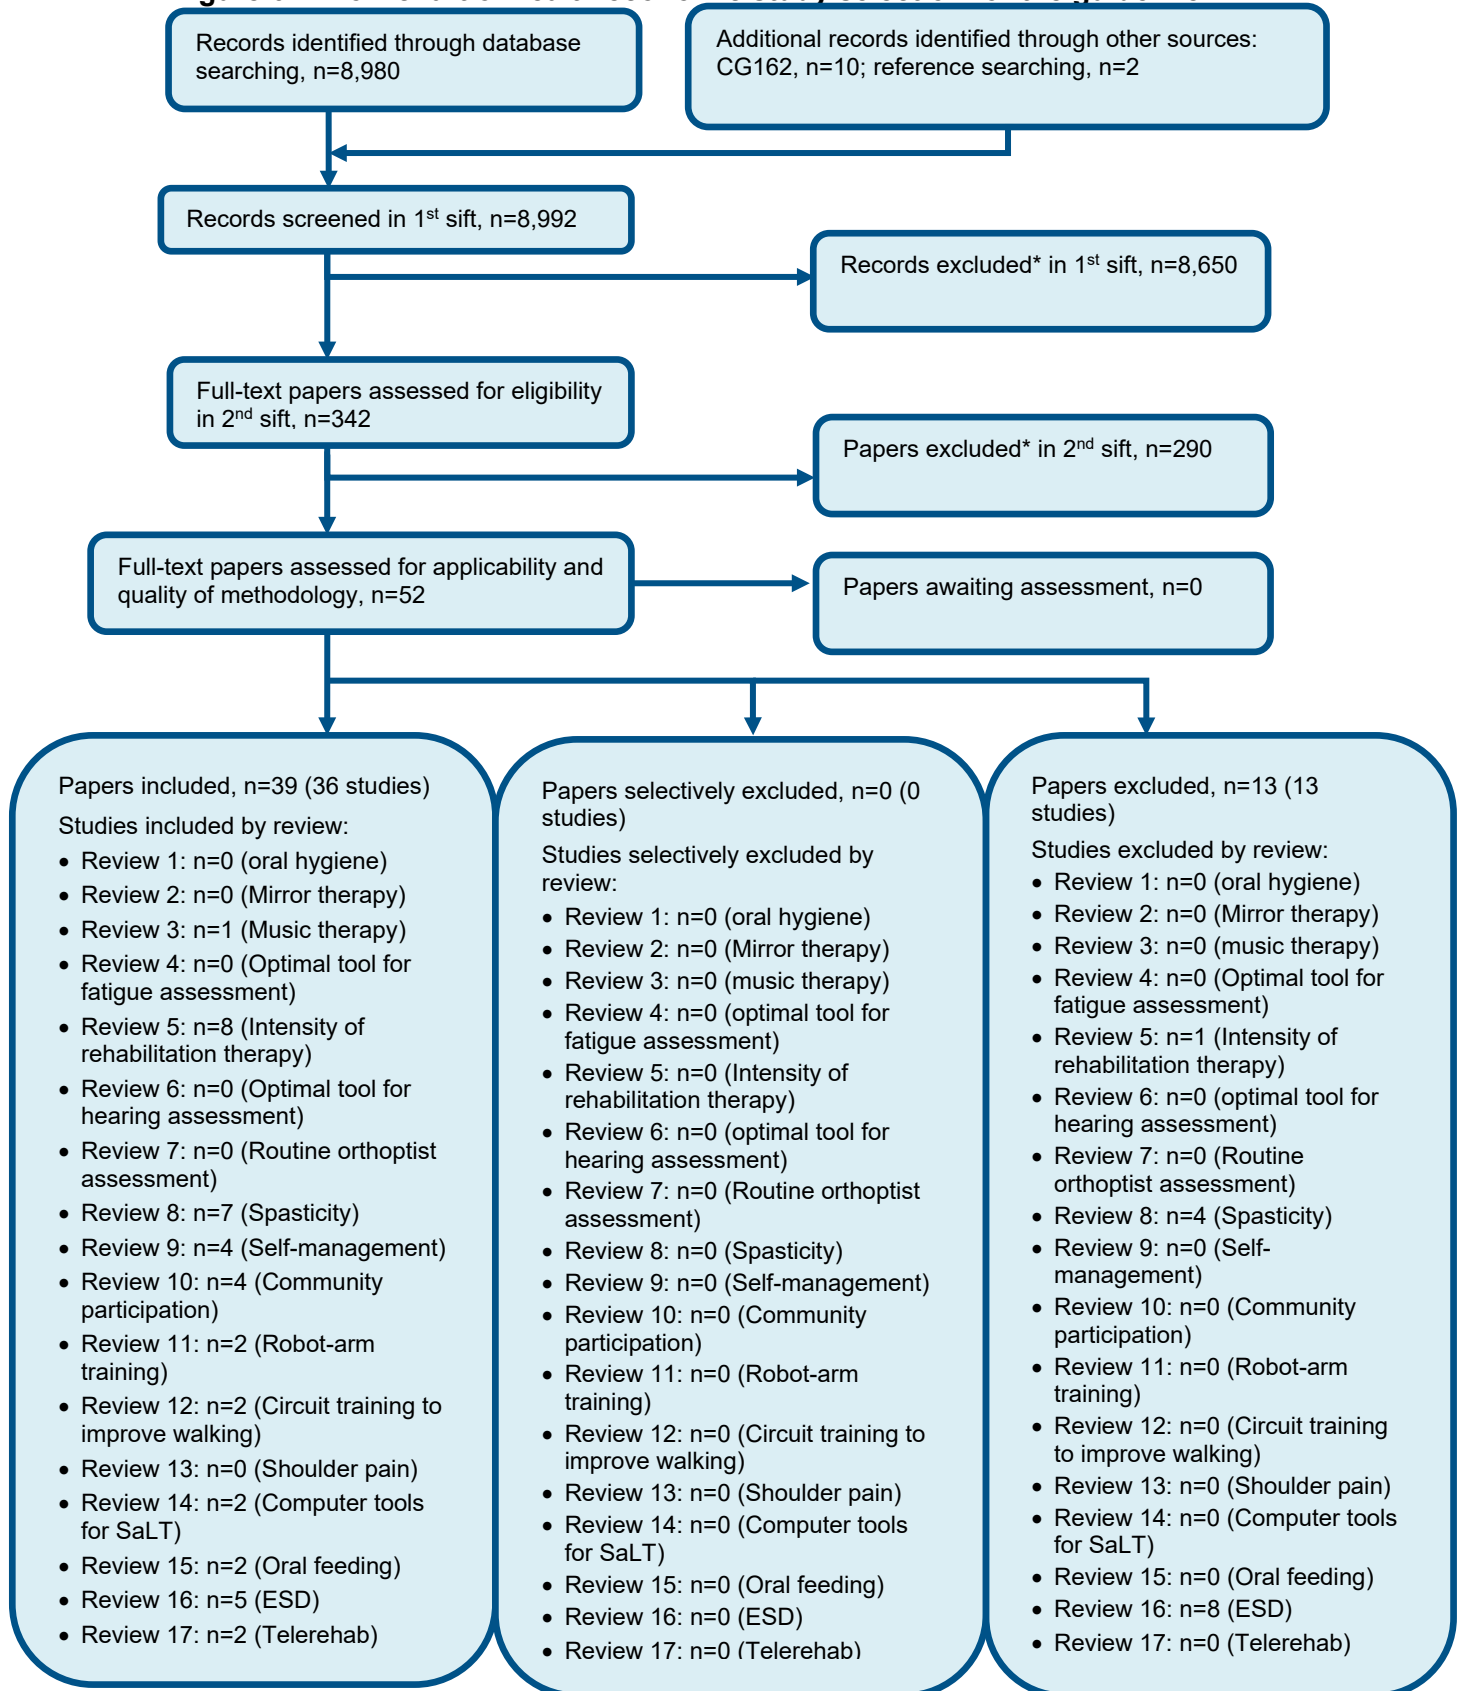 Records identified through database
searching, n=8,980
Additional records identified through other sources:
CG162, n=10; reference searching, n=2
Records screened in 1st sift, n=8,992
Records excluded* in 1st sift, n=8,650
Full-text papers assessed for eligibility
in 2nd sift, n=342
Papers excluded* in 2nd sift, n=290
Full-text papers assessed for applicability and
quality of methodology, n=52
Papers awaiting assessment, n=0
Papers included, n=39 (36 studies)
Studies included by review:
• Review 1: n=0 (oral hygiene)
• Review 2: n=0 (Mirror therapy)
• Review 3: n=1 (Music therapy)
• Review 4: n=0 (Optimal tool for
fatigue assessment)
• Review 5: n=8 (Intensity of
rehabilitation therapy)
• Review 6: n=0 (Optimal tool for
hearing assessment)
• Review 7: n=0 (Routine orthoptist
assessment)
• Review 8: n=7 (Spasticity)
• Review 9: n=4 (Self-management)
• Review 10: n=4 (Community
participation)
• Review 11: n=2 (Robot-arm
training)
• Review 12: n=2 (Circuit training to
improve walking)
• Review 13: n=0 (Shoulder pain)
• Review 14: n=2 (Computer tools
for SaLT)
• Review 15: n=2 (Oral feeding)
• Review 16: n=5 (ESD)
• Review 17: n=2 (Telerehab)
Papers selectively excluded, n=0 (0
studies)
Studies selectively excluded by
review:
• Review 1: n=0 (oral hygiene)
• Review 2: n=0 (Mirror therapy)
• Review 3: n=0 (music therapy)
• Review 4: n=0 (optimal tool for
fatigue assessment)
• Review 5: n=0 (Intensity of
rehabilitation therapy)
• Review 6: n=0 (optimal tool for
hearing assessment)
• Review 7: n=0 (Routine orthoptist
assessment)
• Review 8: n=0 (Spasticity)
• Review 9: n=0 (Self-management)
• Review 10: n=0 (Community
participation)
• Review 11: n=0 (Robot-arm
training)
• Review 12: n=0 (Circuit training to
improve walking)
• Review 13: n=0 (Shoulder pain)
• Review 14: n=0 (Computer tools
for SaLT)
• Review 15: n=0 (Oral feeding)
• Review 16: n=0 (ESD)
• Review 17: n=0 (Telerehab)
Papers excluded, n=13 (13
studies)
Studies excluded by review:
• Review 1: n=0 (oral hygiene)
• Review 2: n=0 (Mirror therapy)
• Review 3: n=0 (music therapy)
• Review 4: n=0 (Optimal tool for
fatigue assessment)
• Review 5: n=1 (Intensity of
rehabilitation therapy)
• Review 6: n=0 (optimal tool for
hearing assessment)
• Review 7: n=0 (Routine
orthoptist assessment)
• Review 8: n=4 (Spasticity)
• Review 9: n=0 (Self-
management)
• Review 10: n=0 (Community
participation)
• Review 11: n=0 (Robot-arm
training)
• Review 12: n=0 (Circuit training
to improve walking)
• Review 13: n=0 (Shoulder pain)
• Review 14: n=0 (Computer tools
for SaLT)
• Review 15: n=0 (Oral feeding)
• Review 16: n=8 (ESD)
• Review 17: n=0 (Telerehab)